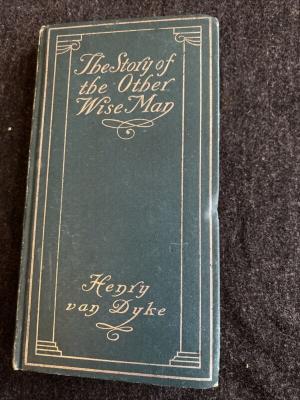 The Story of
the Other
Wise Man
Henry
van Dyke